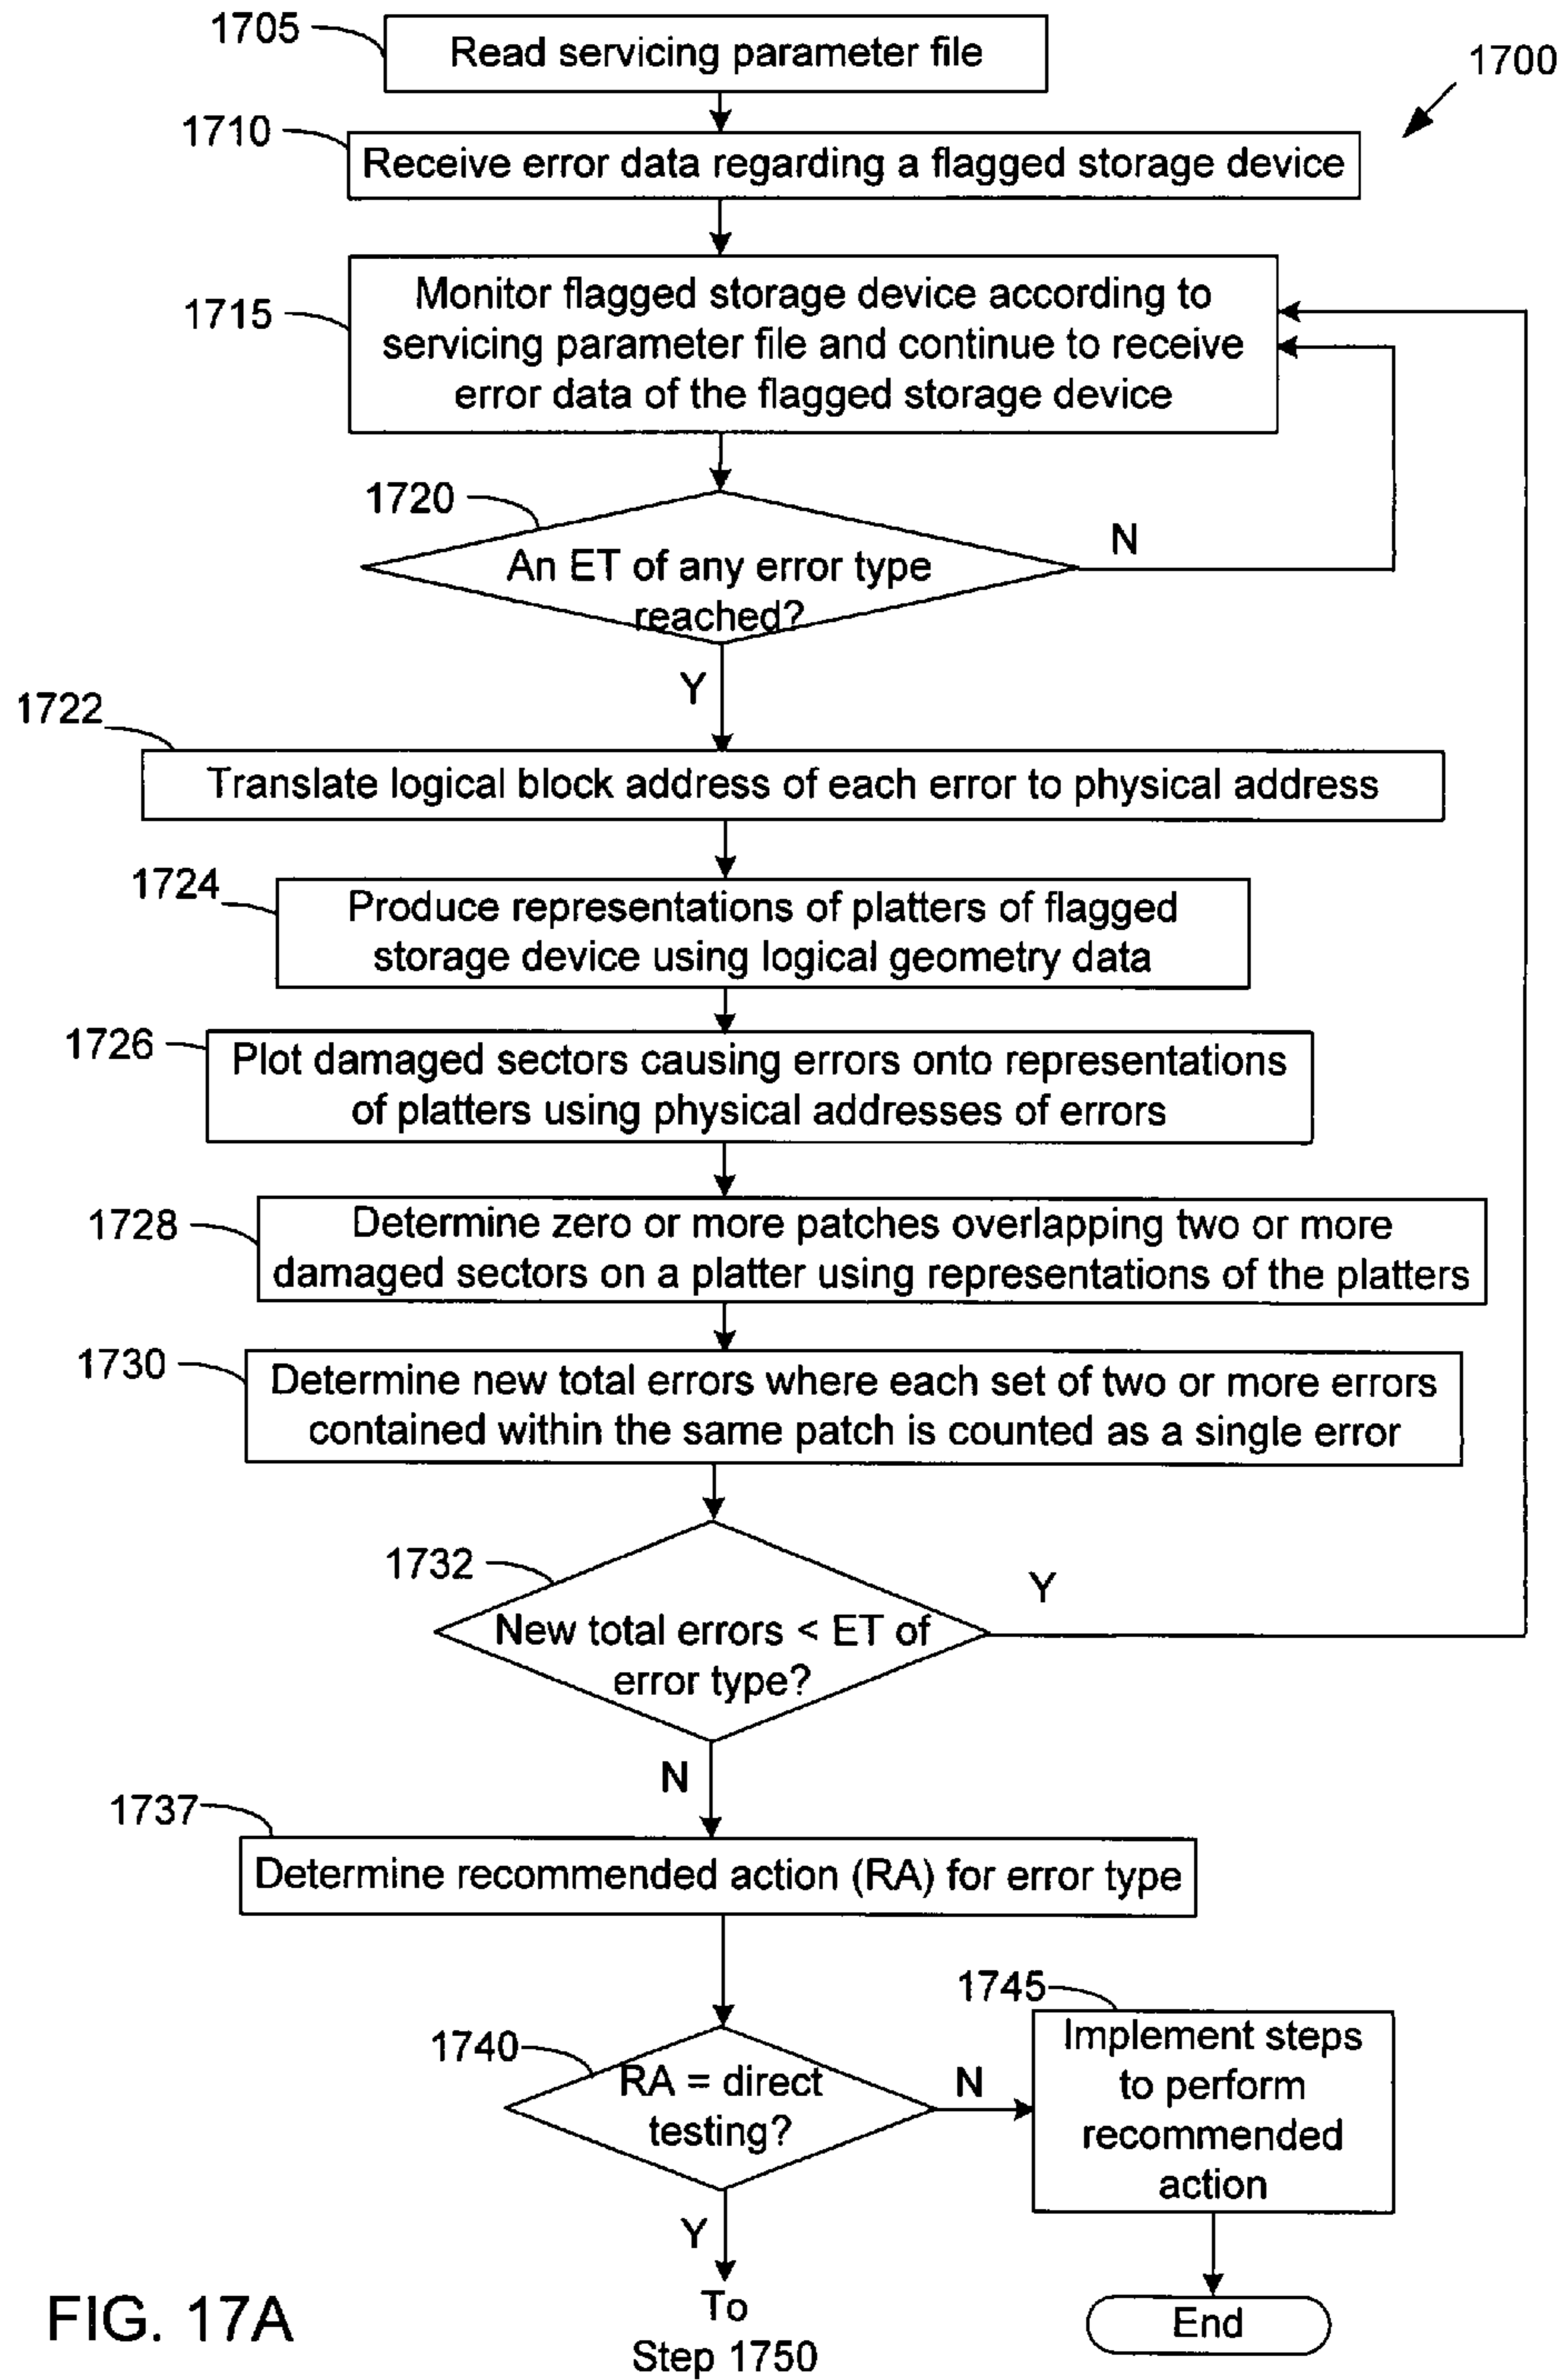 1705
Read servicing parameter file
1700
1710
Receive error data regarding a flagged storage device
1715
Monitor flagged storage device according to
servicing parameter file and continue to receive
error data of the flagged storage device
1720
An ET of any error type
reached?
N
Y
1722
Translate logical block address of each error to physical address
1724
Produce representations of platters of flagged
storage device using logical geometry data
1726
Plot damaged sectors causing errors onto representations
of platters using physical addresses of errors
1728
Determine zero or more patches overlapping two or more
damaged sectors on a platter using representations of the platters
1730
Determine new total errors where each set of two or more errors
contained within the same patch is counted as a single error
1732
New total errors < ET of
error type?
Y
N
1737
Determine recommended action (RA) for error type
1740
RA = direct
testing?
N
1745
Implement steps
to perform
recommended
action
Y
To
Step 1750
End
FIG. 17A